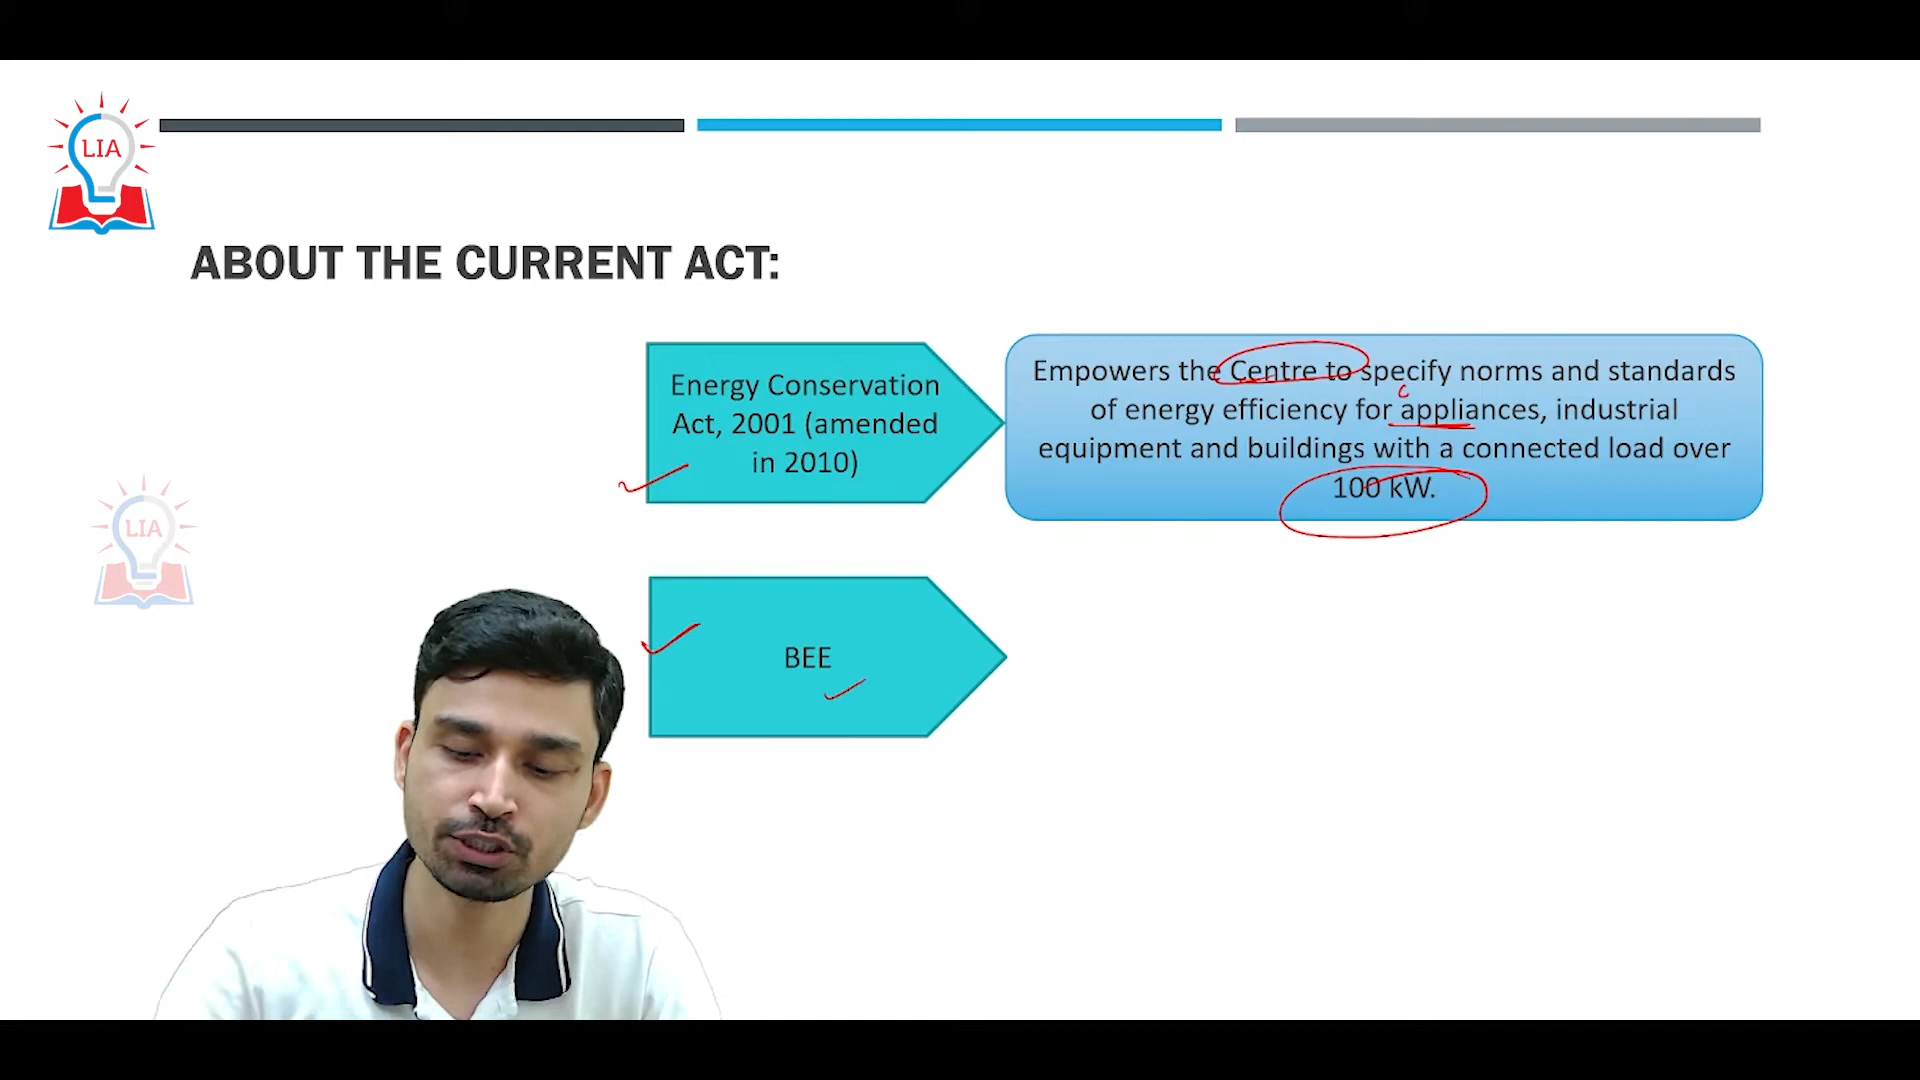 LIA
ABOUT THE CURRENT ACT:
Energy Conservation
Act, 2001 (amended
in 2010)
Empowers the Centre to specify norms and standards
of energy efficiency for appliances, industrial
equipment and buildings with a connected load over
100 kW.
LIA
BEE